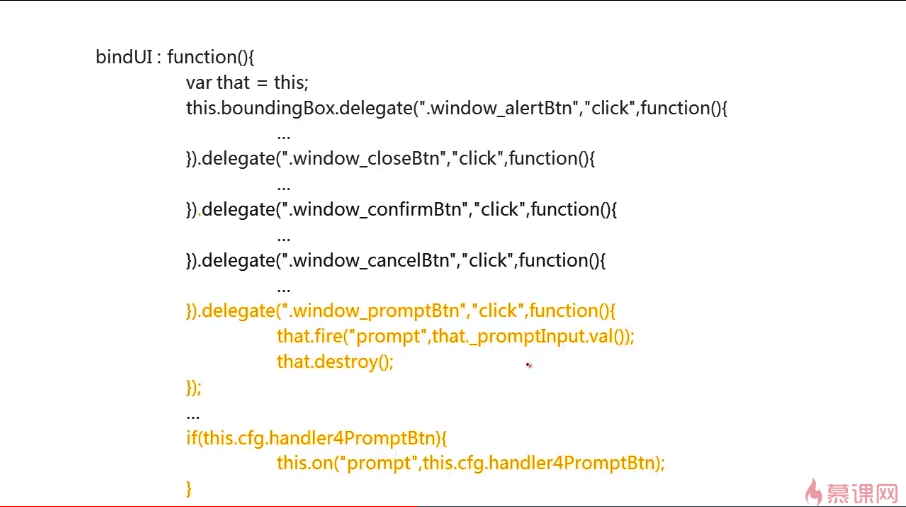 bindUI : function(){
var that = this;
this.boundingBox.delegate(".window_alertBtn","click",function(){
...
}).delegate(".window_closeBtn","click",function(){
...
}).delegate(".window_confirmBtn","click",function(){
...
}).delegate(".window_cancelBtn","click",function(){
...
}).delegate(".window_promptBtn","click",function(){
that.fire("prompt",that._promptInput.val());
that.destroy();
});
...
if(this.cfg.handler4PromptBtn){
this.on("prompt",this.cfg.handler4PromptBtn);
}
慕课网